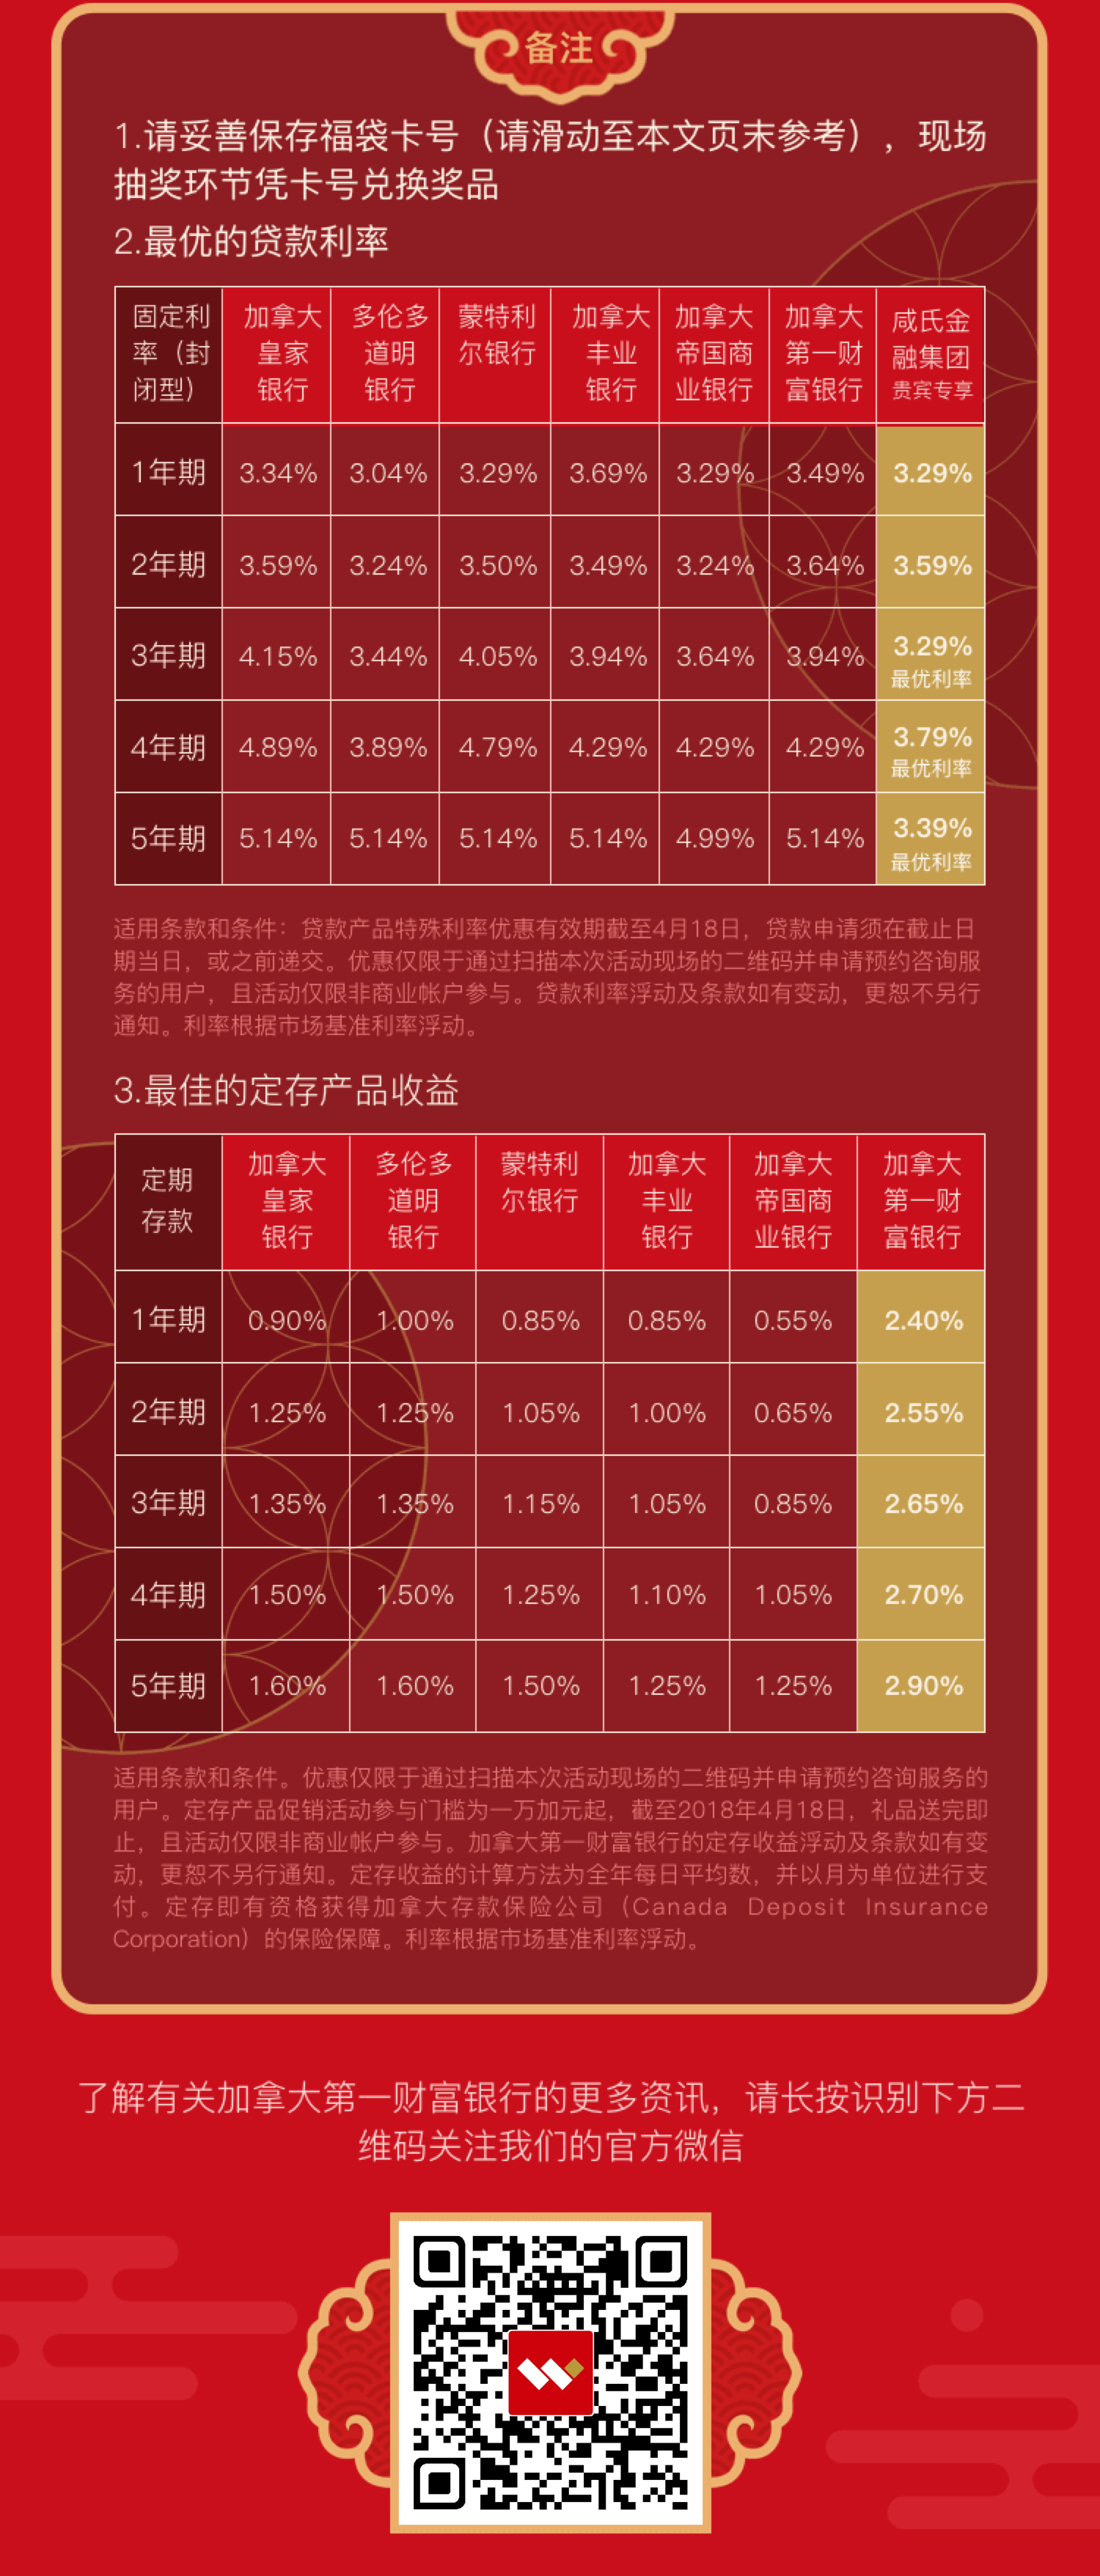 备注
1.请妥善保存福袋卡号（请滑动至本文页末参考），现场
抽奖环节凭卡号兑换奖品
2.最优的贷款利率
固定利率（封闭型） 加拿大皇家银行 多伦多道明银行 蒙特利尔银行 加拿大丰业银行 加拿大帝国商业银行 加拿大第一财富银行 咸氏金融集团贵宾专享
1年期 3.34% 3.04% 3.29% 3.69% 3.29% 3.49% 3.29%
2年期 3.59% 3.24% 3.50% 3.49% 3.24% 3.64% 3.59%
3年期 4.15% 3.44% 4.05% 3.94% 3.64% 3.94% 3.29% 最优利率
4年期 4.89% 3.89% 4.79% 4.29% 4.29% 4.29% 3.79% 最优利率
5年期 5.14% 5.14% 5.14% 5.14% 4.99% 5.14% 3.39% 最优利率
适用条款和条件：贷款产品特殊利率优惠有效期截至4月18日，贷款申请须在截止日
期当日，或之前递交。优惠仅限于通过扫描本次活动现场的二维码并申请预约咨询服
务的用户，且活动仅限非商业帐户参与。贷款利率浮动及条款如有变动，更恕不另行
通知。利率根据市场基准利率浮动。
3.最佳的定存产品收益
定期存款 加拿大皇家银行 多伦多道明银行 蒙特利尔银行 加拿大丰业银行 加拿大帝国商业银行 加拿大第一财富银行
1年期 0.90% 1.00% 0.85% 0.85% 0.55% 2.40%
2年期 1.25% 1.25% 1.05% 1.00% 0.65% 2.55%
3年期 1.35% 1.35% 1.15% 1.05% 0.85% 2.65%
4年期 1.50% 1.50% 1.25% 1.10% 1.05% 2.70%
5年期 1.60% 1.60% 1.50% 1.25% 1.25% 2.90%
适用条款和条件。优惠仅限于通过扫描本次活动现场的二维码并申请预约咨询服务的
用户。定存产品促销活动参与门槛为一万加元起，截至2018年4月18日，礼品送完即
止，且活动仅限非商业帐户参与。加拿大第一财富银行的定存收益浮动及条款如有变
动，更恕不另行通知。定存收益的计算方法为全年每日平均数，并以月为单位进行支
付。定存即有资格获得加拿大存款保险公司（Canada Deposit Insurance
Corporation）的保险保障。利率根据市场基准利率浮动。
了解有关加拿大第一财富银行的更多资讯，请长按识别下方二
维码关注我们的官方微信